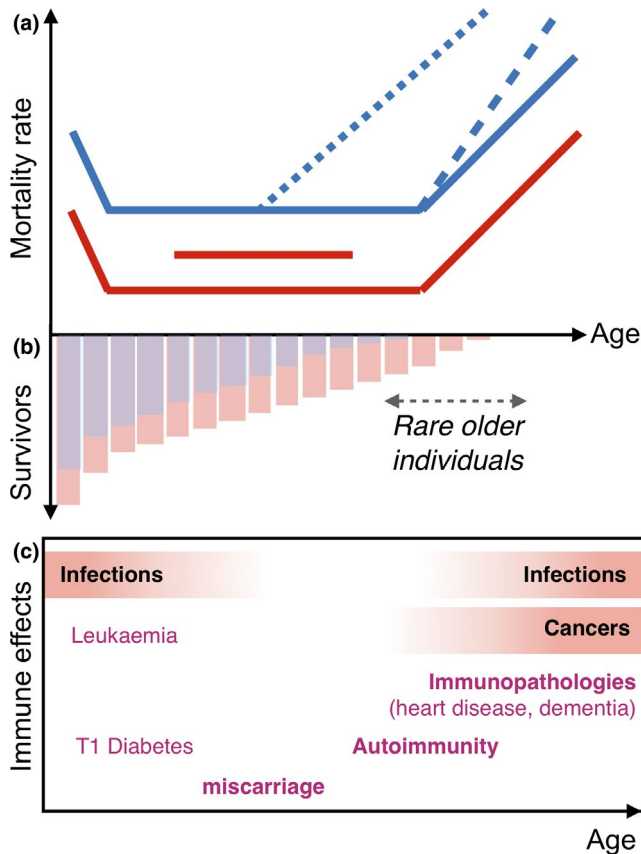 (a)
Mortality rate
Age
(b)
Survivors
Rare older
individuals
(c)
Immune effects
Infections
Infections
Leukaemia
Cancers
Immunopathologies
(heart disease, dementia)
T1 Diabetes
Autoimmunity
miscarriage
Age